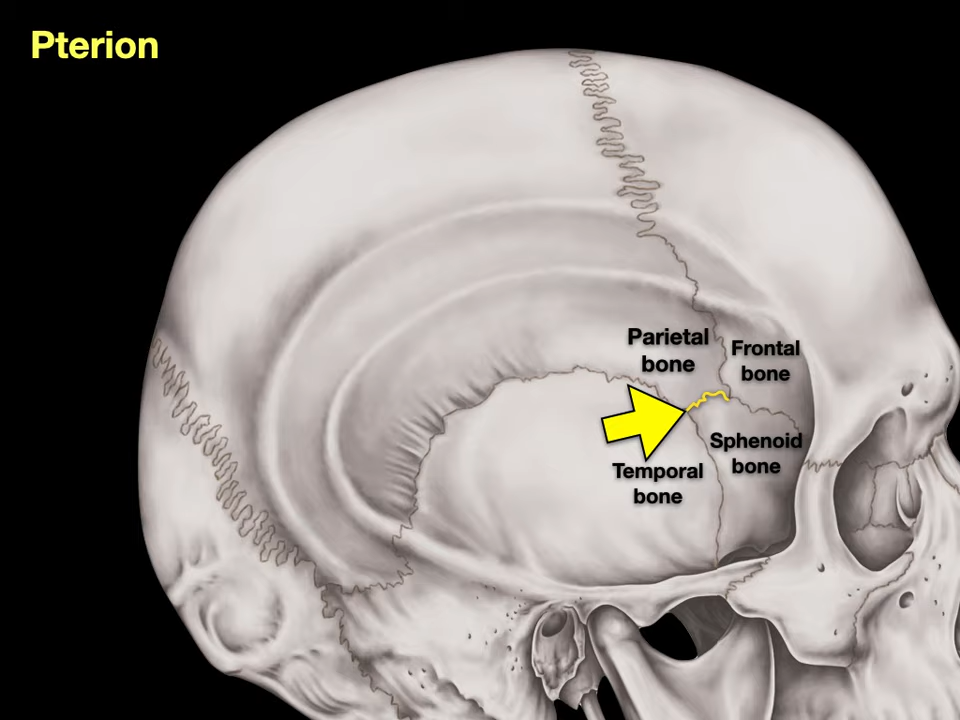 Pterion
Parietal
bone
Frontal
bone
Sphenoid
bone
Temporal
bone